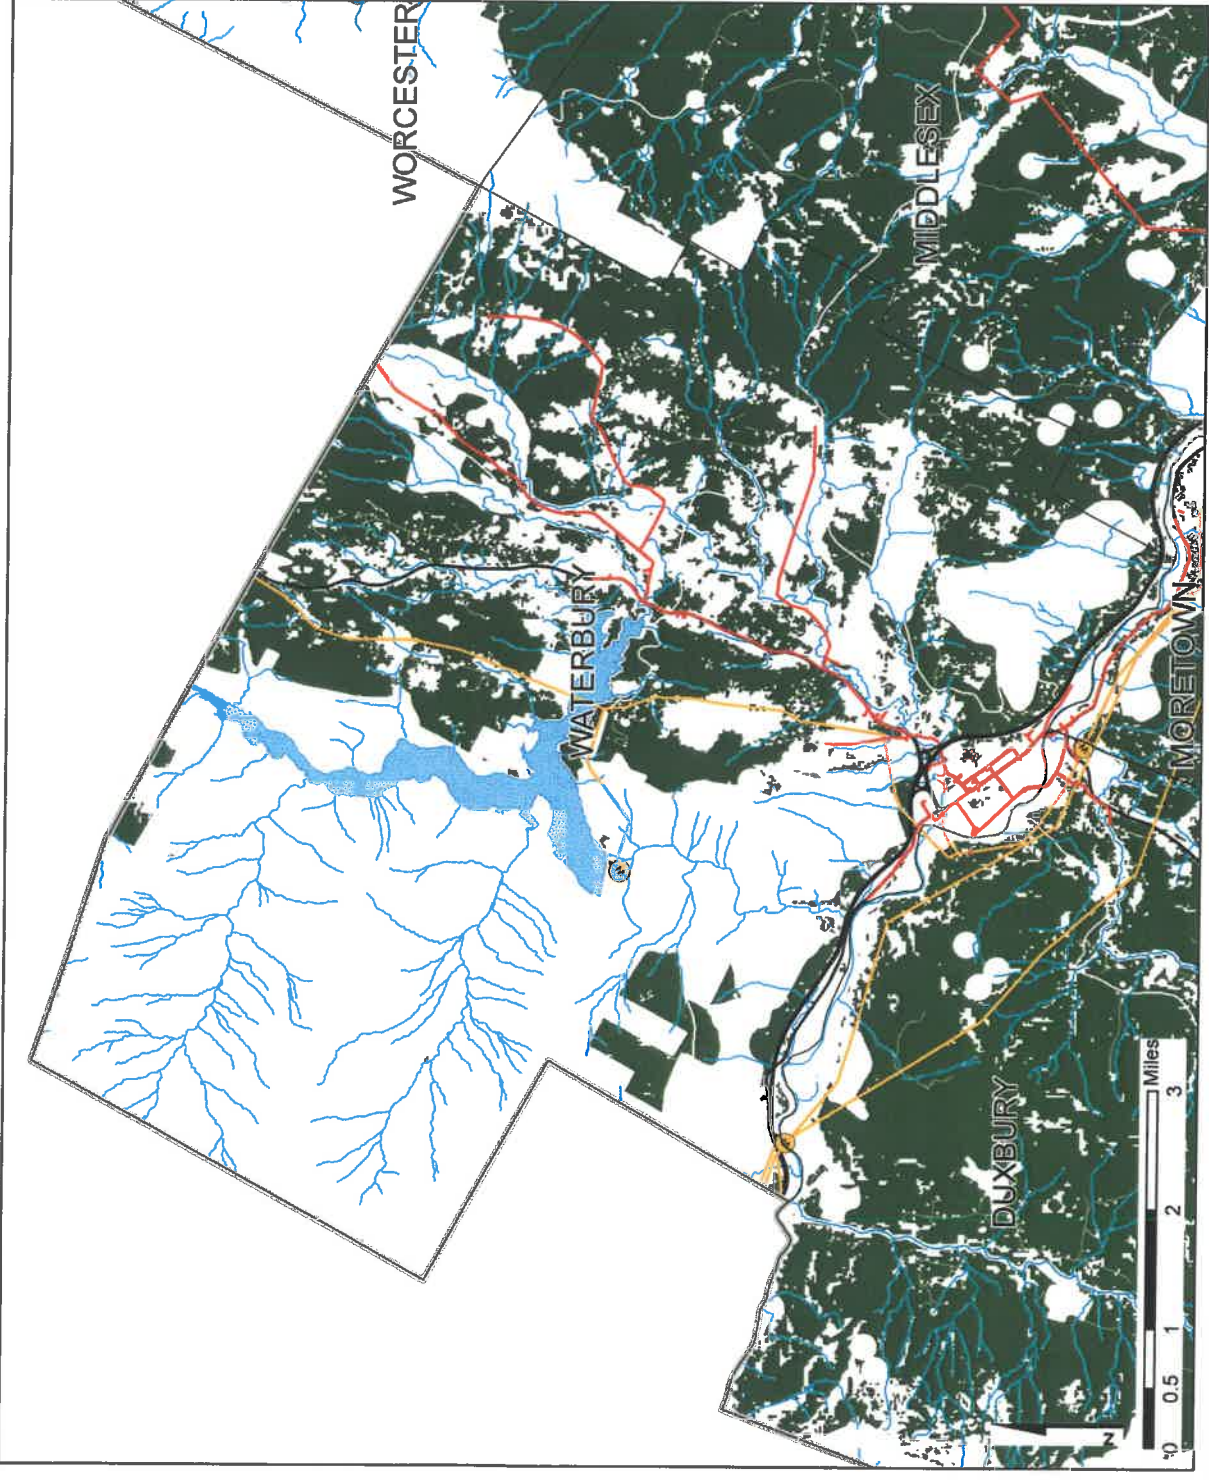 WORCESTER
WATERBURY
MIDDLESEX
MORETOWN
DUXBURY
Miles
0 0.5 1 2 3
N